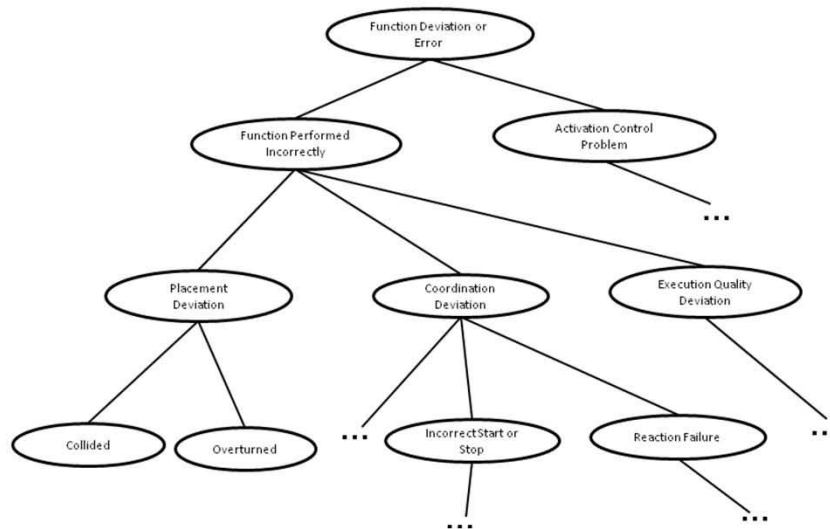 Function Deviation or
Error
Function Performed
Incorrectly
Activation Control
Problem
...
Placement
Deviation
Coordination
Deviation
Execution Quality
Deviation
Collided
Overturned
...
Incorrect Start or
Stop
Reaction Failure
..
...
...